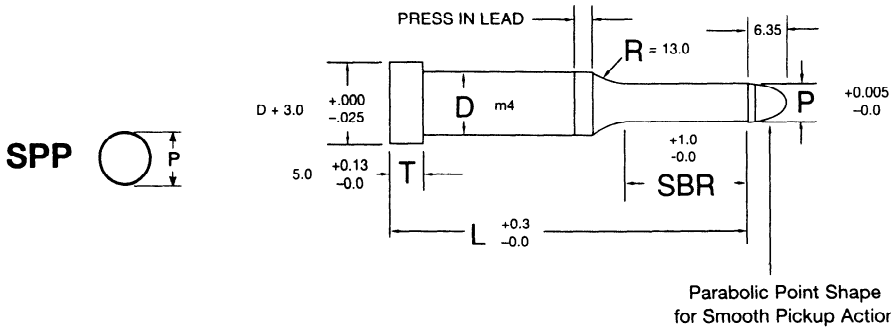 PRESS IN LEAD
6.35
R = 13.0
D + 3.0 +.000 -.025
D m4
P +0.005 -0.0
SPP P
5.0 +0.13 -0.0 T
+1.0 -0.0
SBR
L +0.3 -0.0
Parabolic Point Shape
for Smooth Pickup Action